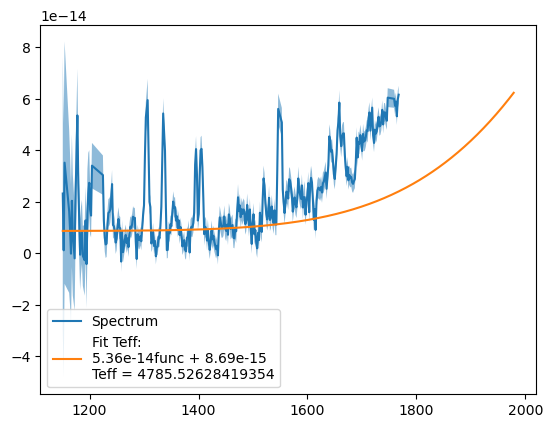 1e−14
8
6
4
2
0
−2
−4
Spectrum
Fit Teff:
5.36e-14func + 8.69e-15
Teff = 4785.52628419354
1200
1400
1600
1800
2000